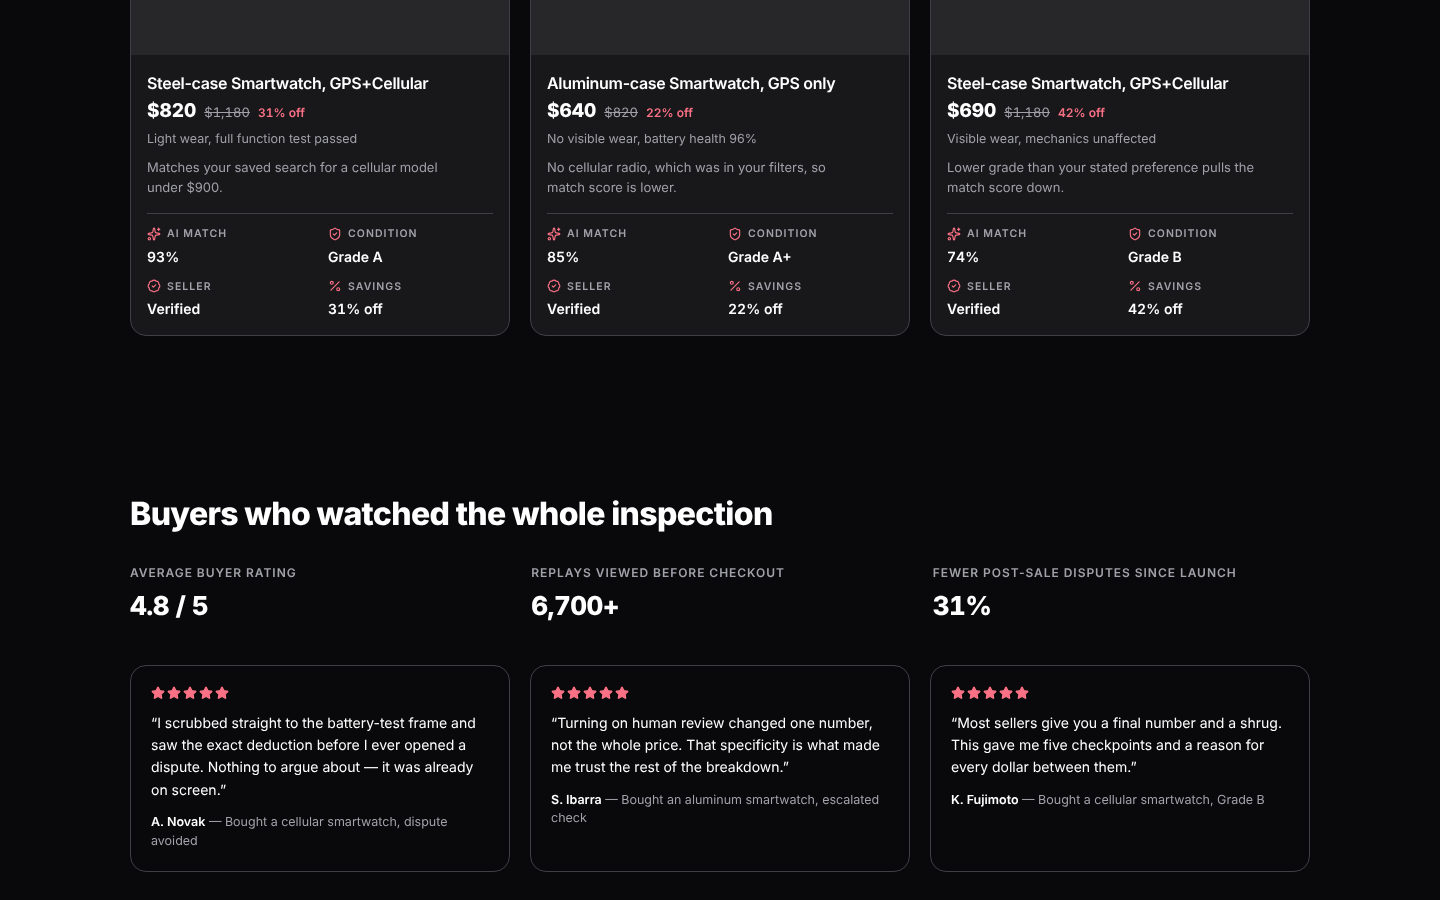 Steel-case Smartwatch, GPS+Cellular
$820 $1,180 31% off
Light wear, full function test passed
Matches your saved search for a cellular model
under $900.
AI MATCH
93%
CONDITION
Grade A
SELLER
Verified
SAVINGS
31% off
Aluminum-case Smartwatch, GPS only
$640 $820 22% off
No visible wear, battery health 96%
No cellular radio, which was in your filters, so
match score is lower.
AI MATCH
85%
CONDITION
Grade A+
SELLER
Verified
SAVINGS
22% off
Steel-case Smartwatch, GPS+Cellular
$690 $1,180 42% off
Visible wear, mechanics unaffected
Lower grade than your stated preference pulls the
match score down.
AI MATCH
74%
CONDITION
Grade B
SELLER
Verified
SAVINGS
42% off
Buyers who watched the whole inspection
AVERAGE BUYER RATING
4.8 / 5
REPLAYS VIEWED BEFORE CHECKOUT
6,700+
FEWER POST-SALE DISPUTES SINCE LAUNCH
31%
“I scrubbed straight to the battery-test frame and
saw the exact deduction before I ever opened a
dispute. Nothing to argue about — it was already
on screen.”
A. Novak — Bought a cellular smartwatch, dispute
avoided
“Turning on human review changed one number,
not the whole price. That specificity is what made
me trust the rest of the breakdown.”
S. Ibarra — Bought an aluminum smartwatch, escalated
check
“Most sellers give you a final number and a shrug.
This gave me five checkpoints and a reason for
every dollar between them.”
K. Fujimoto — Bought a cellular smartwatch, Grade B